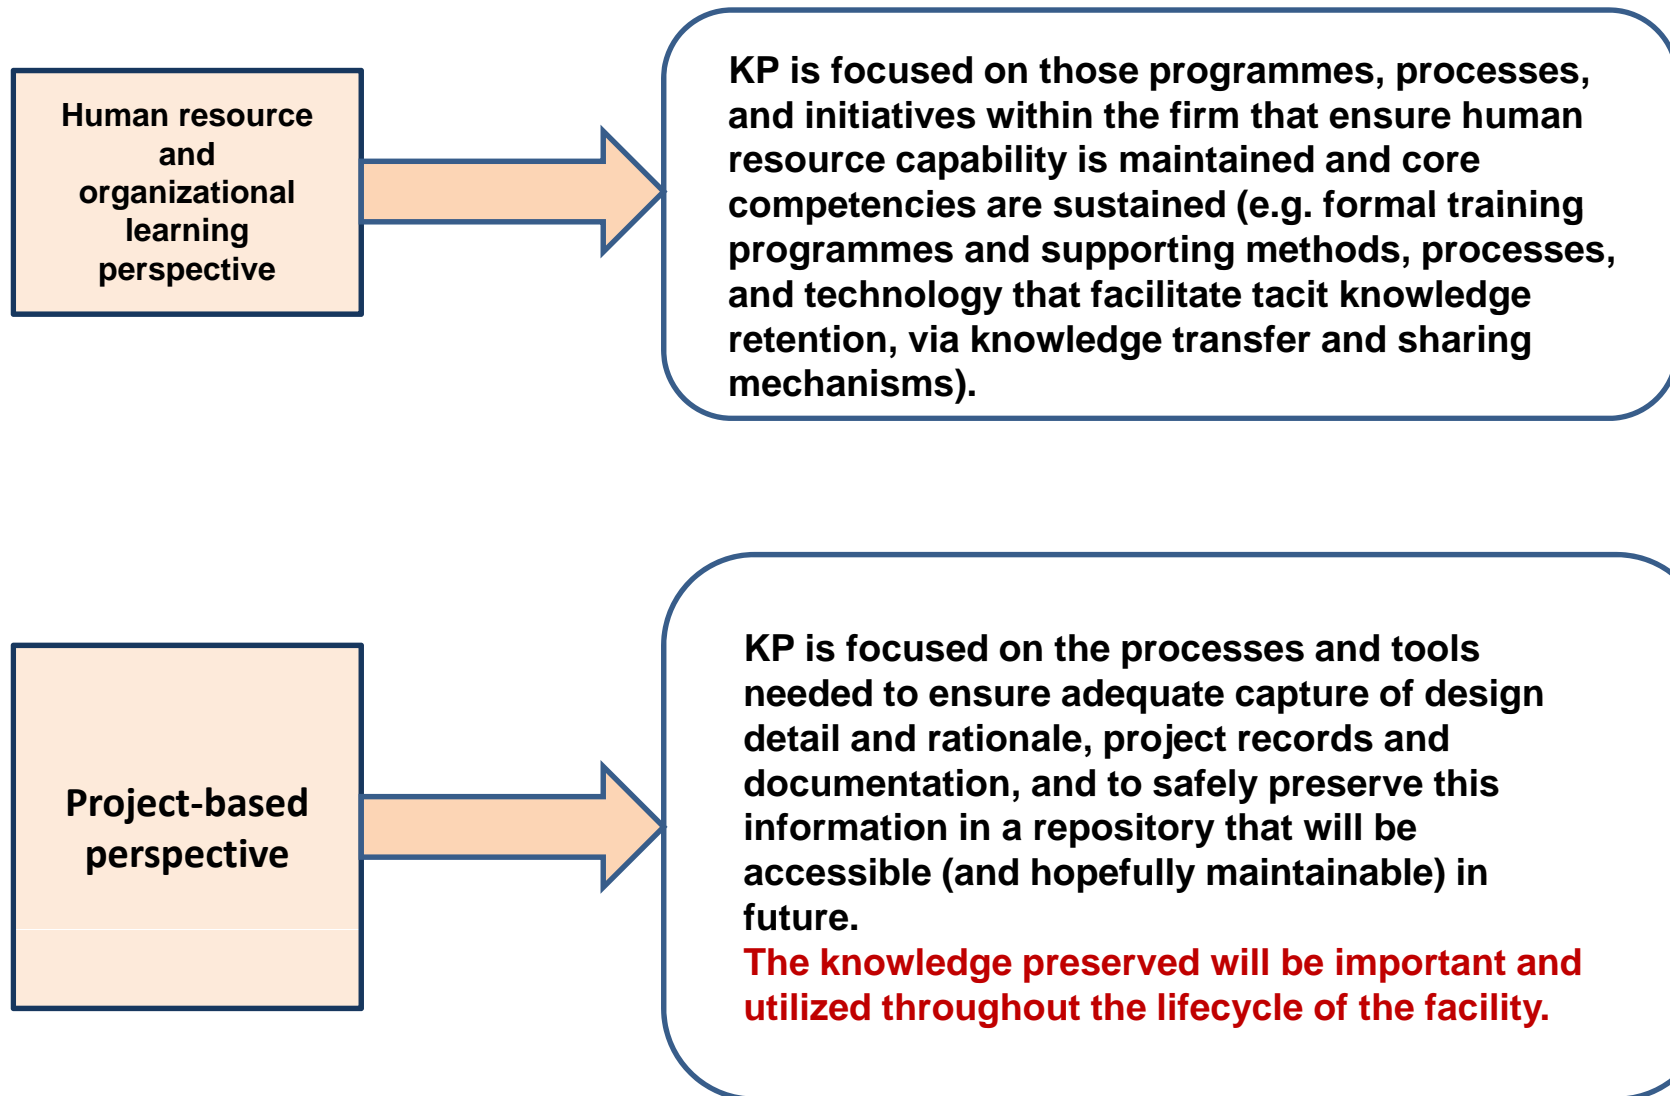 Human resource
and
organizational
learning
perspective
KP is focused on those programmes, processes,
and initiatives within the firm that ensure human
resource capability is maintained and core
competencies are sustained (e.g. formal training
programmes and supporting methods, processes,
and technology that facilitate tacit knowledge
retention, via knowledge transfer and sharing
mechanisms).
Project-based
perspective
KP is focused on the processes and tools
needed to ensure adequate capture of design
detail and rationale, project records and
documentation, and to safely preserve this
information in a repository that will be
accessible (and hopefully maintainable) in
future.
The knowledge preserved will be important and
utilized throughout the lifecycle of the facility.